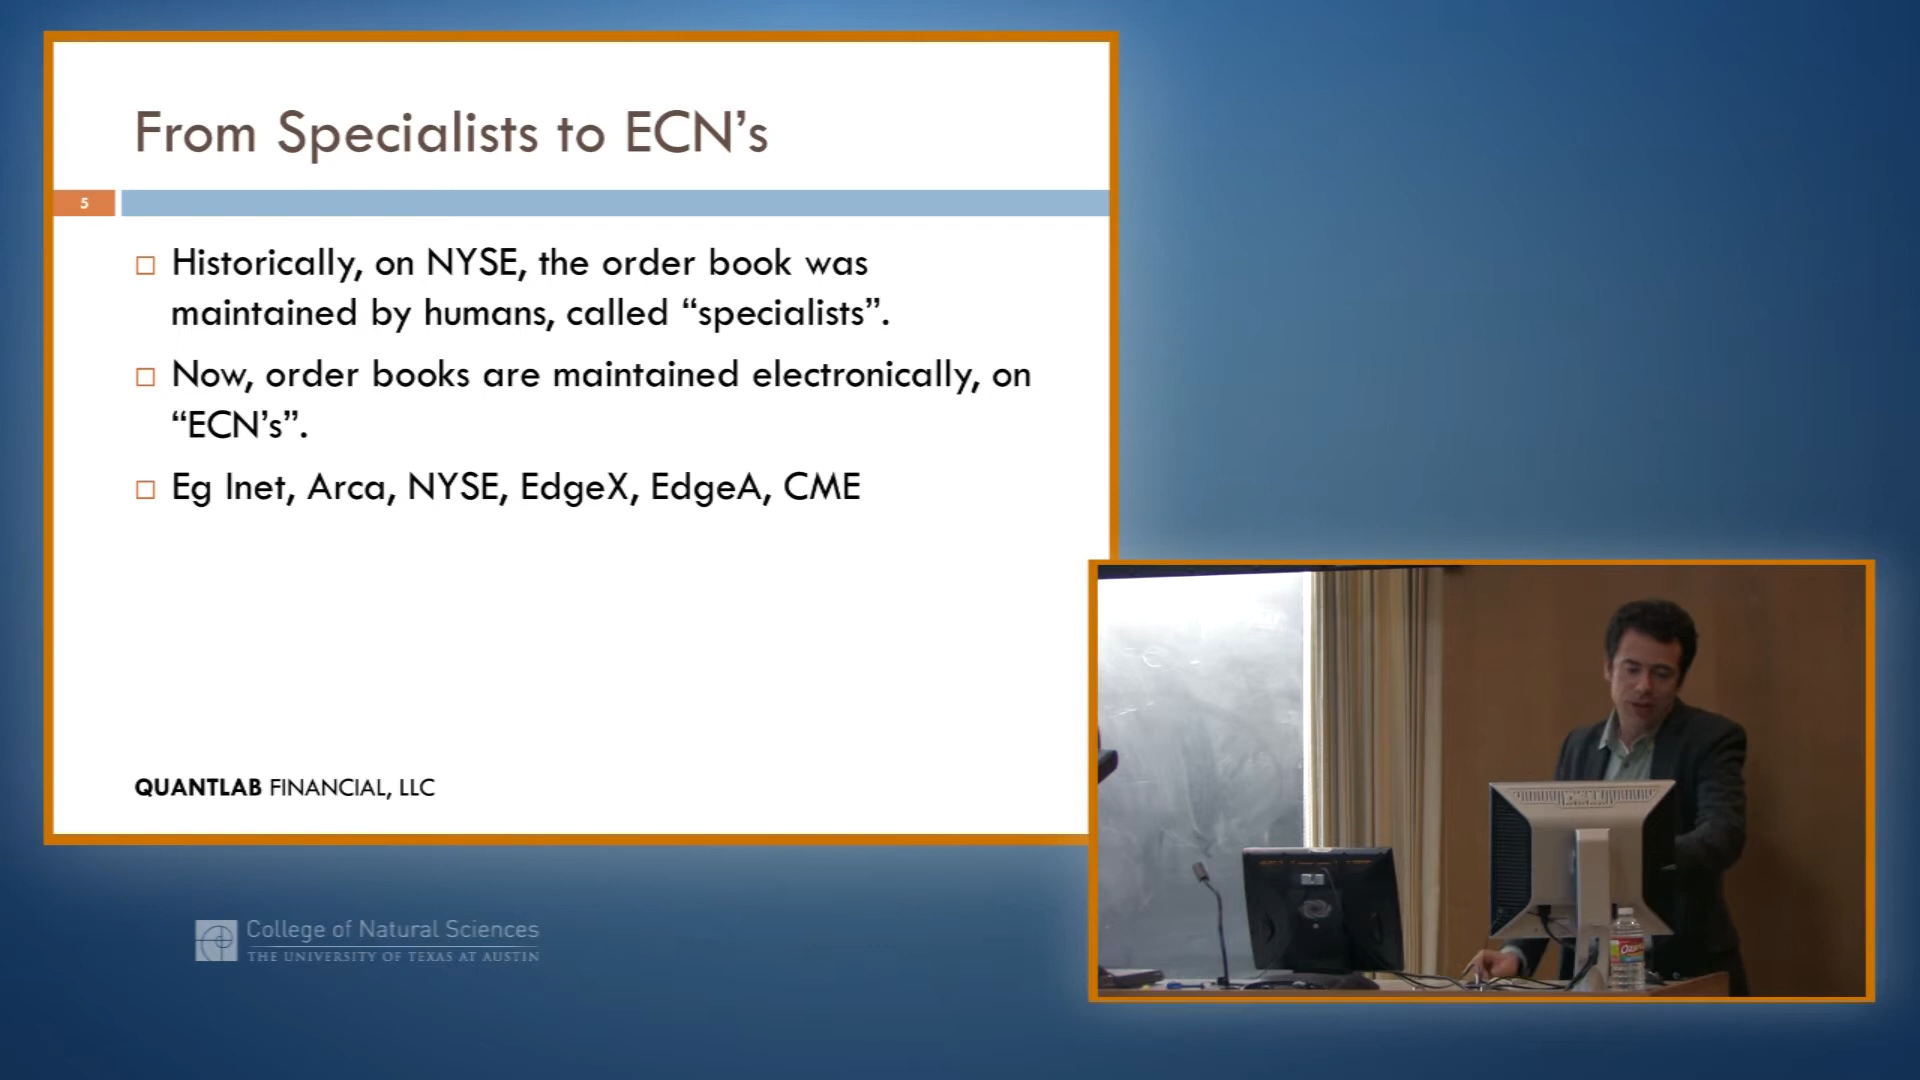 From Specialists to ECN’s
5
Historically, on NYSE, the order book was
maintained by humans, called “specialists”.
Now, order books are maintained electronically, on
“ECN’s”.
Eg Inet, Arca, NYSE, EdgeX, EdgeA, CME
QUANTLAB FINANCIAL, LLC
College of Natural Sciences
THE UNIVERSITY OF TEXAS AT AUSTIN